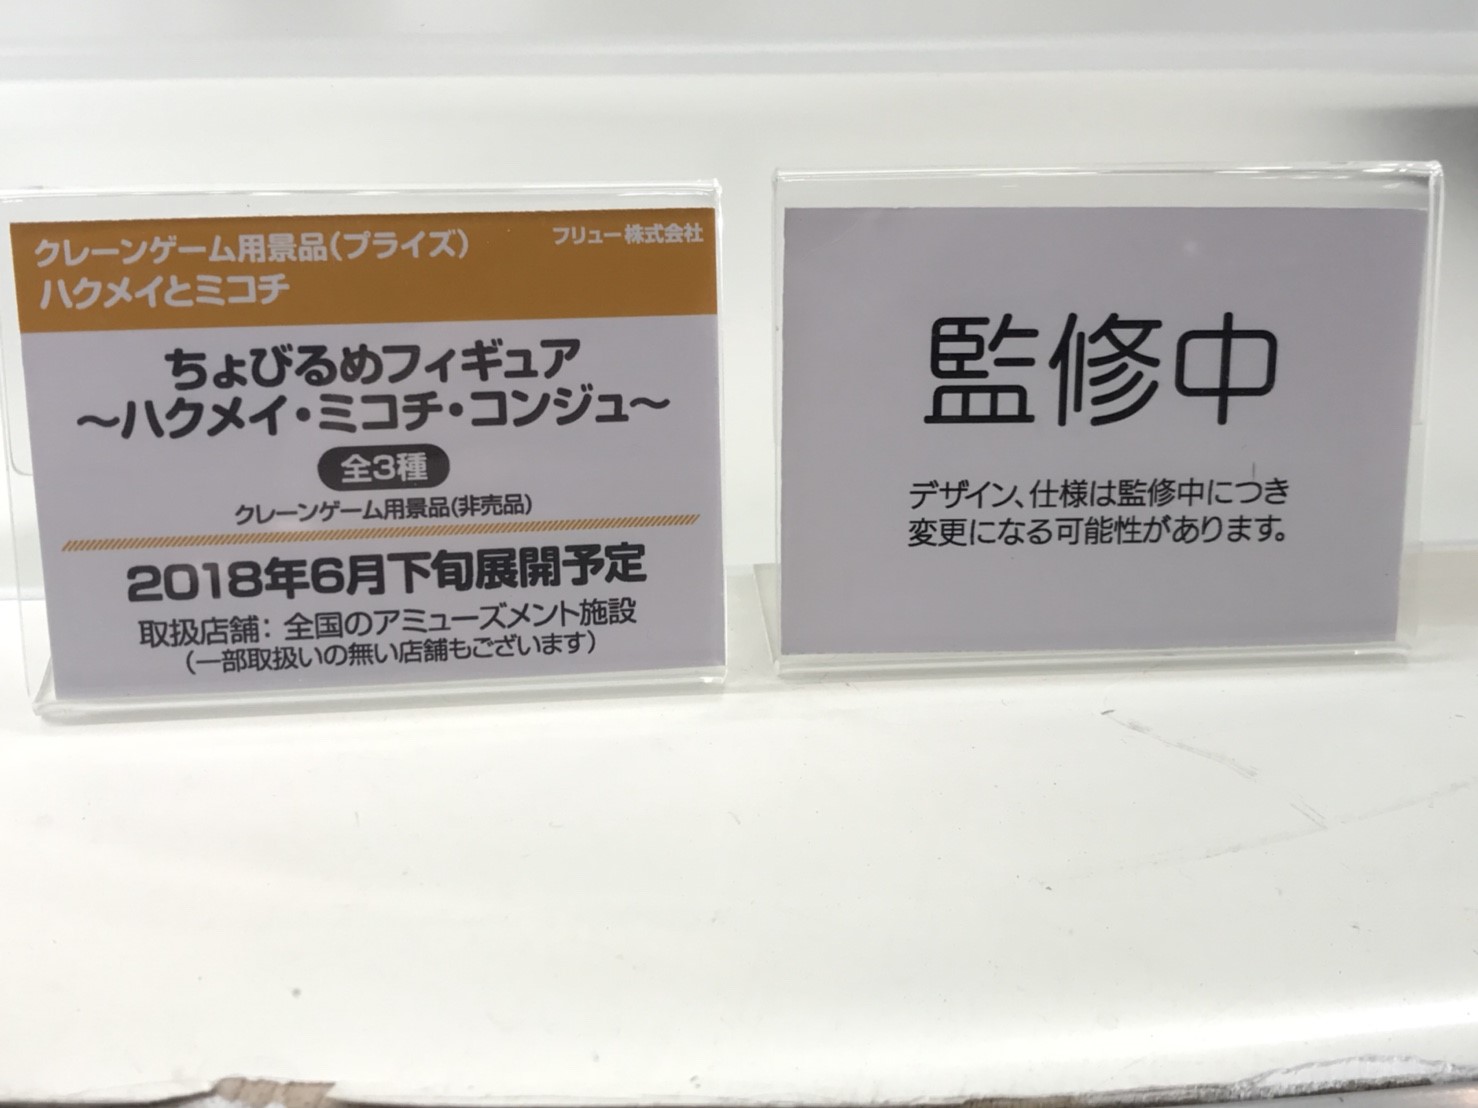 クレーンゲーム用景品(プライズ)
フリュー株式会社
ハクメイとミコチ
ちょびるめフィギュア
～ハクメイ・ミコチ・コンジュ～
全3種
クレーンゲーム用景品(非売品)
2018年6月下旬展開予定
取扱店舗：全国のアミューズメント施設
(一部取扱いの無い店舗もございます)
監修中
デザイン、仕様は監修中につき
変更になる可能性があります。